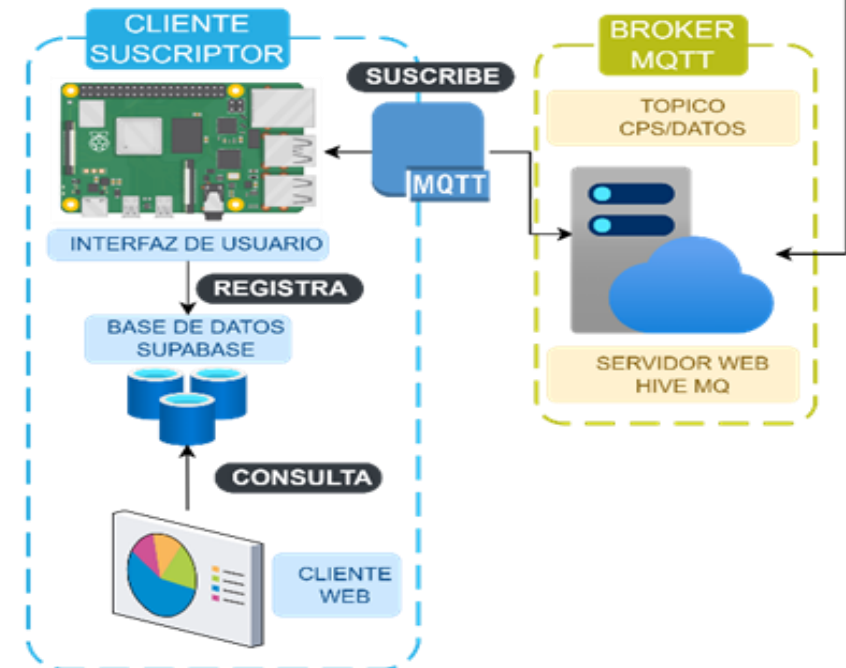 CLIENTE
SUSCRIPTOR
SUSCRIBE
MQTT
INTERFAZ DE USUARIO
REGISTRA
BASE DE DATOS
SUPABASE
CONSULTA
CLIENTE
WEB
BROKER
MQTT
TOPICO
CPS/DATOS
SERVIDOR WEB
HIVE MQ